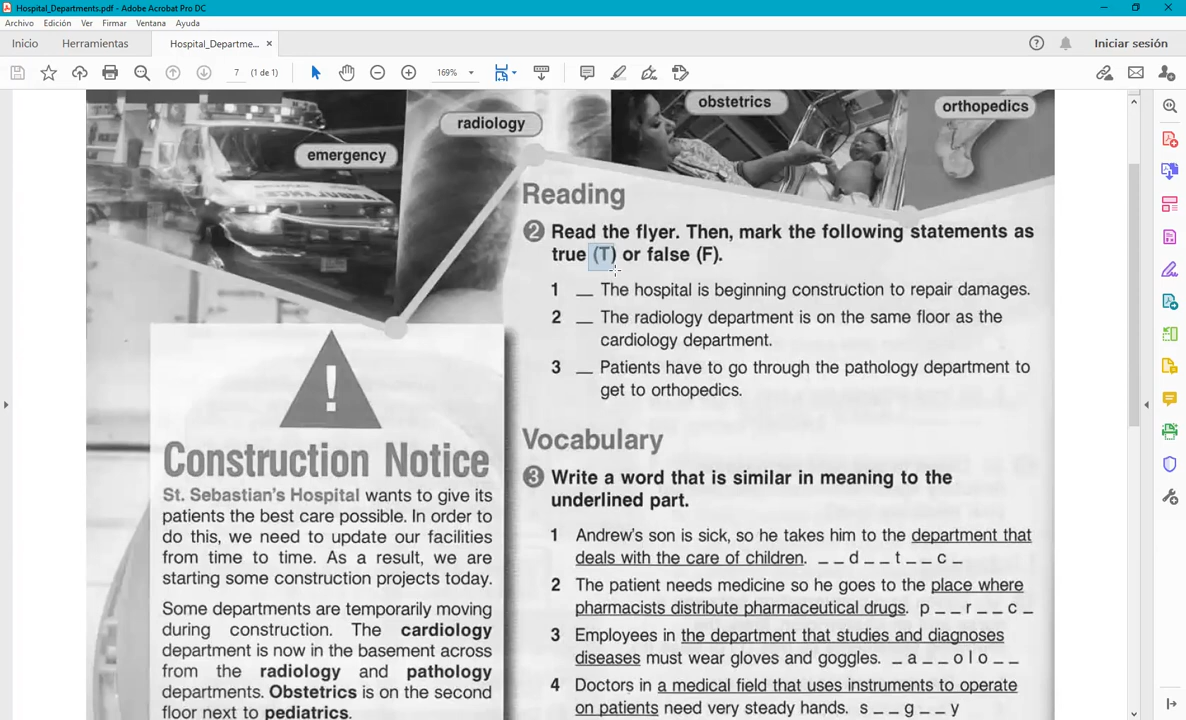 Hospital_Departments.pdf - Adobe Acrobat Pro DC
Archivo Edición Ver Firmar Ventana Ayuda
Inicio Herramientas Hospital_Departme... × Iniciar sesión
7 (1 de 1) 169%
emergency
radiology
obstetrics
orthopedics
AMBULANCE
Reading
2 Read the flyer. Then, mark the following statements as
true (T) or false (F).
1 __ The hospital is beginning construction to repair damages.
2 __ The radiology department is on the same floor as the
cardiology department.
3 __ Patients have to go through the pathology department to
get to orthopedics.
!
Construction Notice
St. Sebastian's Hospital wants to give its
patients the best care possible. In order to
do this, we need to update our facilities
from time to time. As a result, we are
starting some construction projects today.
Some departments are temporarily moving
during construction. The cardiology
department is now in the basement across
from the radiology and pathology
departments. Obstetrics is on the second
floor next to pediatrics.
Vocabulary
3 Write a word that is similar in meaning to the
underlined part.
1 Andrew's son is sick, so he takes him to the department that
deals with the care of children. _ _ d _ _ t _ _ c _
2 The patient needs medicine so he goes to the place where
pharmacists distribute pharmaceutical drugs. p _ _ r _ _ c _
3 Employees in the department that studies and diagnoses
diseases must wear gloves and goggles. _ a _ _ o l o _ _
4 Doctors in a medical field that uses instruments to operate
on patients need very steady hands. s _ _ g _ _ y